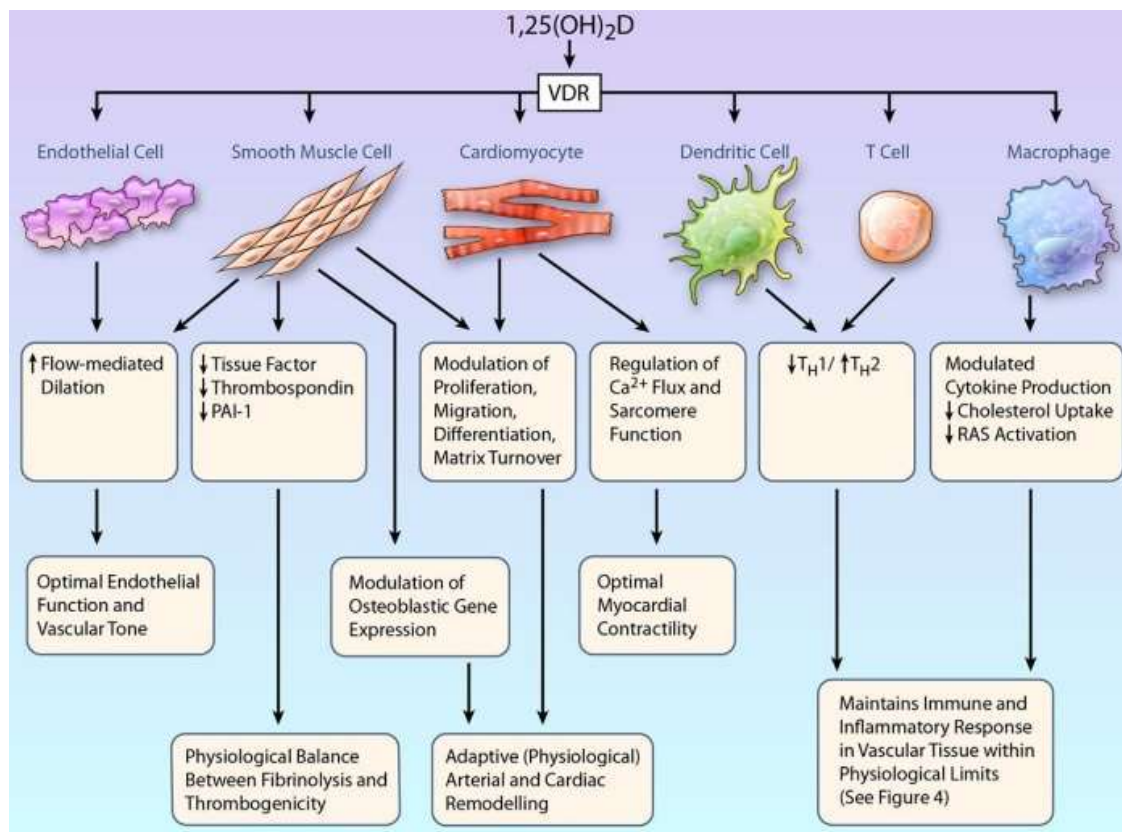 1,25(OH)₂D
VDR
Endothelial Cell
Smooth Muscle Cell
Cardiomyocyte
Dendritic Cell
T Cell
Macrophage
↑ Flow-mediated
Dilation
↓ Tissue Factor
↓ Thrombospondin
↓ PAI-1
Modulation of
Proliferation,
Migration,
Differentiation,
Matrix Turnover
Regulation of
Ca²⁺ Flux and
Sarcomere
Function
↓T_H1/ ↑T_H2
Modulated
Cytokine Production
↓ Cholesterol Uptake
↓ RAS Activation
Optimal Endothelial
Function and
Vascular Tone
Modulation of
Osteoblastic Gene
Expression
Optimal
Myocardial
Contractility
Physiological Balance
Between Fibrinolysis and
Thrombogenicity
Adaptive (Physiological)
Arterial and Cardiac
Remodelling
Maintains Immune and
Inflammatory Response
in Vascular Tissue within
Physiological Limits
(See Figure 4)